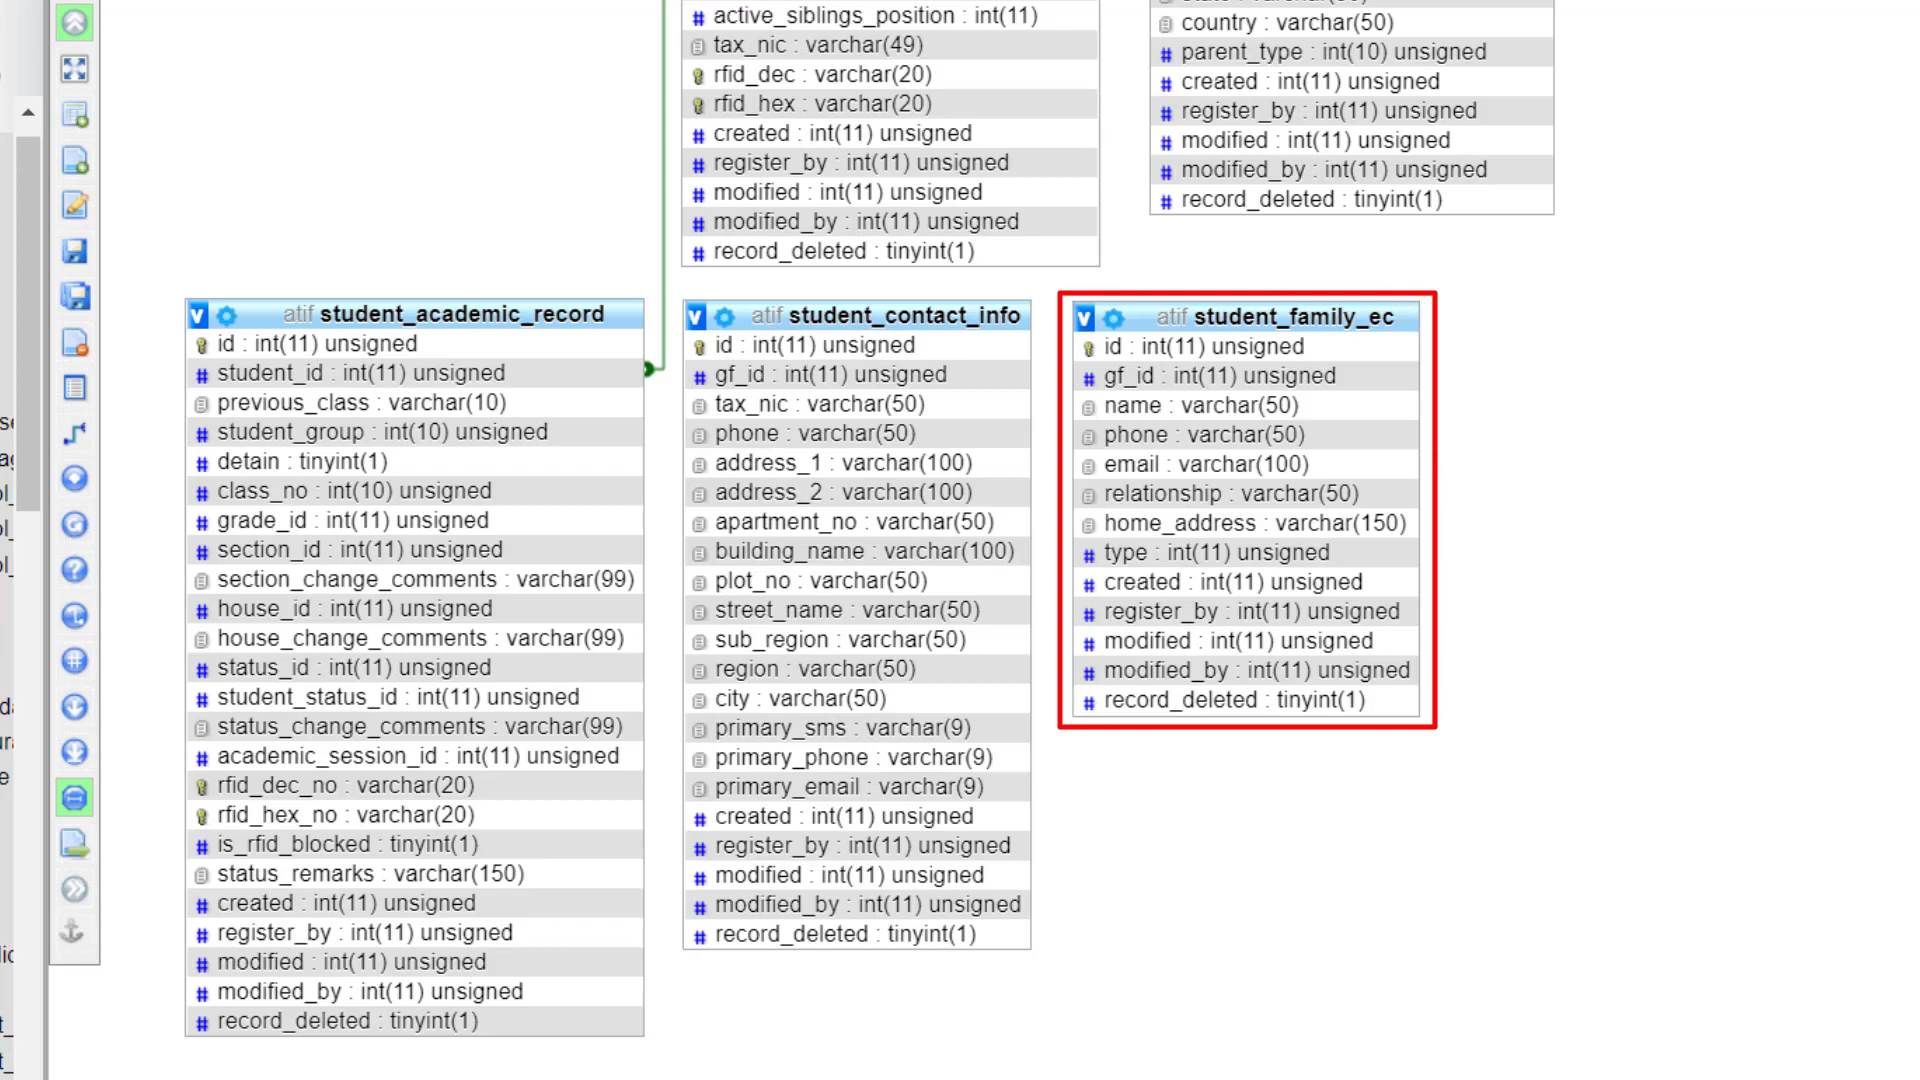 active_siblings_position : int(11)
tax_nic : varchar(49)
rfid_dec : varchar(20)
rfid_hex : varchar(20)
created : int(11) unsigned
register_by : int(11) unsigned
modified : int(11) unsigned
modified_by : int(11) unsigned
record_deleted : tinyint(1)
country : varchar(50)
parent_type : int(10) unsigned
created : int(11) unsigned
register_by : int(11) unsigned
modified : int(11) unsigned
modified_by : int(11) unsigned
record_deleted : tinyint(1)
v atif student_academic_record
id : int(11) unsigned
student_id : int(11) unsigned
previous_class : varchar(10)
student_group : int(10) unsigned
detain : tinyint(1)
class_no : int(10) unsigned
grade_id : int(11) unsigned
section_id : int(11) unsigned
section_change_comments : varchar(99)
house_id : int(11) unsigned
house_change_comments : varchar(99)
status_id : int(11) unsigned
student_status_id : int(11) unsigned
status_change_comments : varchar(99)
academic_session_id : int(11) unsigned
rfid_dec_no : varchar(20)
rfid_hex_no : varchar(20)
is_rfid_blocked : tinyint(1)
status_remarks : varchar(150)
created : int(11) unsigned
register_by : int(11) unsigned
modified : int(11) unsigned
modified_by : int(11) unsigned
record_deleted : tinyint(1)
v atif student_contact_info
id : int(11) unsigned
gf_id : int(11) unsigned
tax_nic : varchar(50)
phone : varchar(50)
address_1 : varchar(100)
address_2 : varchar(100)
apartment_no : varchar(50)
building_name : varchar(100)
plot_no : varchar(50)
street_name : varchar(50)
sub_region : varchar(50)
region : varchar(50)
city : varchar(50)
primary_sms : varchar(9)
primary_phone : varchar(9)
primary_email : varchar(9)
created : int(11) unsigned
register_by : int(11) unsigned
modified : int(11) unsigned
modified_by : int(11) unsigned
record_deleted : tinyint(1)
v atif student_family_ec
id : int(11) unsigned
gf_id : int(11) unsigned
name : varchar(50)
phone : varchar(50)
email : varchar(100)
relationship : varchar(50)
home_address : varchar(150)
type : int(11) unsigned
created : int(11) unsigned
register_by : int(11) unsigned
modified : int(11) unsigned
modified_by : int(11) unsigned
record_deleted : tinyint(1)